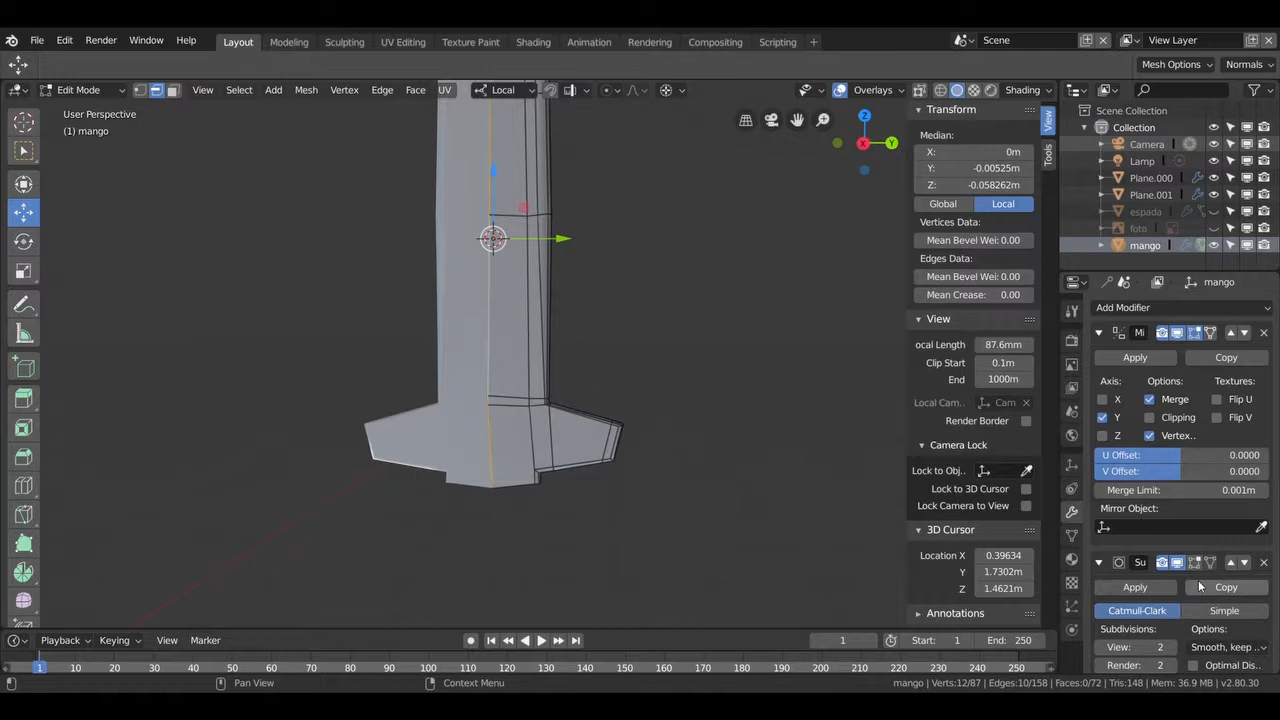 File Edit Render Window Help Layout Modeling Sculpting UV Editing Texture Paint Shading Animation Rendering Compositing Scripting + Scene View Layer
Mesh Options Normals
Edit Mode View Select Add Mesh Vertex Edge Face UV Local Overlays Shading
User Perspective
(1) mango
Z
Y
X
View
Tools
Transform
Median:
X: 0m
Y: -0.00525m
Z: -0.058262m
Global Local
Vertices Data:
Mean Bevel Wei: 0.00
Edges Data:
Mean Bevel Wei: 0.00
Mean Crease: 0.00
View
ocal Length 87.6mm
Clip Start 0.1m
End 1000m
Local Cam.. Cam
Render Border
Camera Lock
Lock to Obj..
Lock to 3D Cursor
Lock Camera to View
3D Cursor
Location X 0.39634
Y 1.7302m
Z 1.4621m
Annotations
Scene Collection
Collection
Camera
Lamp
Plane.000
Plane.001
espada
foto
mango
mango
Add Modifier
Mi
Apply Copy
Axis: Options: Textures:
X Merge Flip U
Y Clipping Flip V
Z Vertex..
U Offset: 0.0000
V Offset: 0.0000
Merge Limit: 0.001m
Mirror Object:
Su
Apply Copy
Catmull-Clark Simple
Subdivisions: Options:
View: 2 Smooth, keep ..
Render: 2 Optimal Dis..
Playback Keying View Marker 1 Start: 1 End: 250
1 10 20 30 40 50 60 70 80 90 100 110 120 130 140 150 160 170 180 190 200 210 220 230 240 250
Pan View Context Menu mango | Verts:12/87 | Edges:10/158 | Faces:0/72 | Tris:148 | Mem: 36.9 MB | v2.80.30